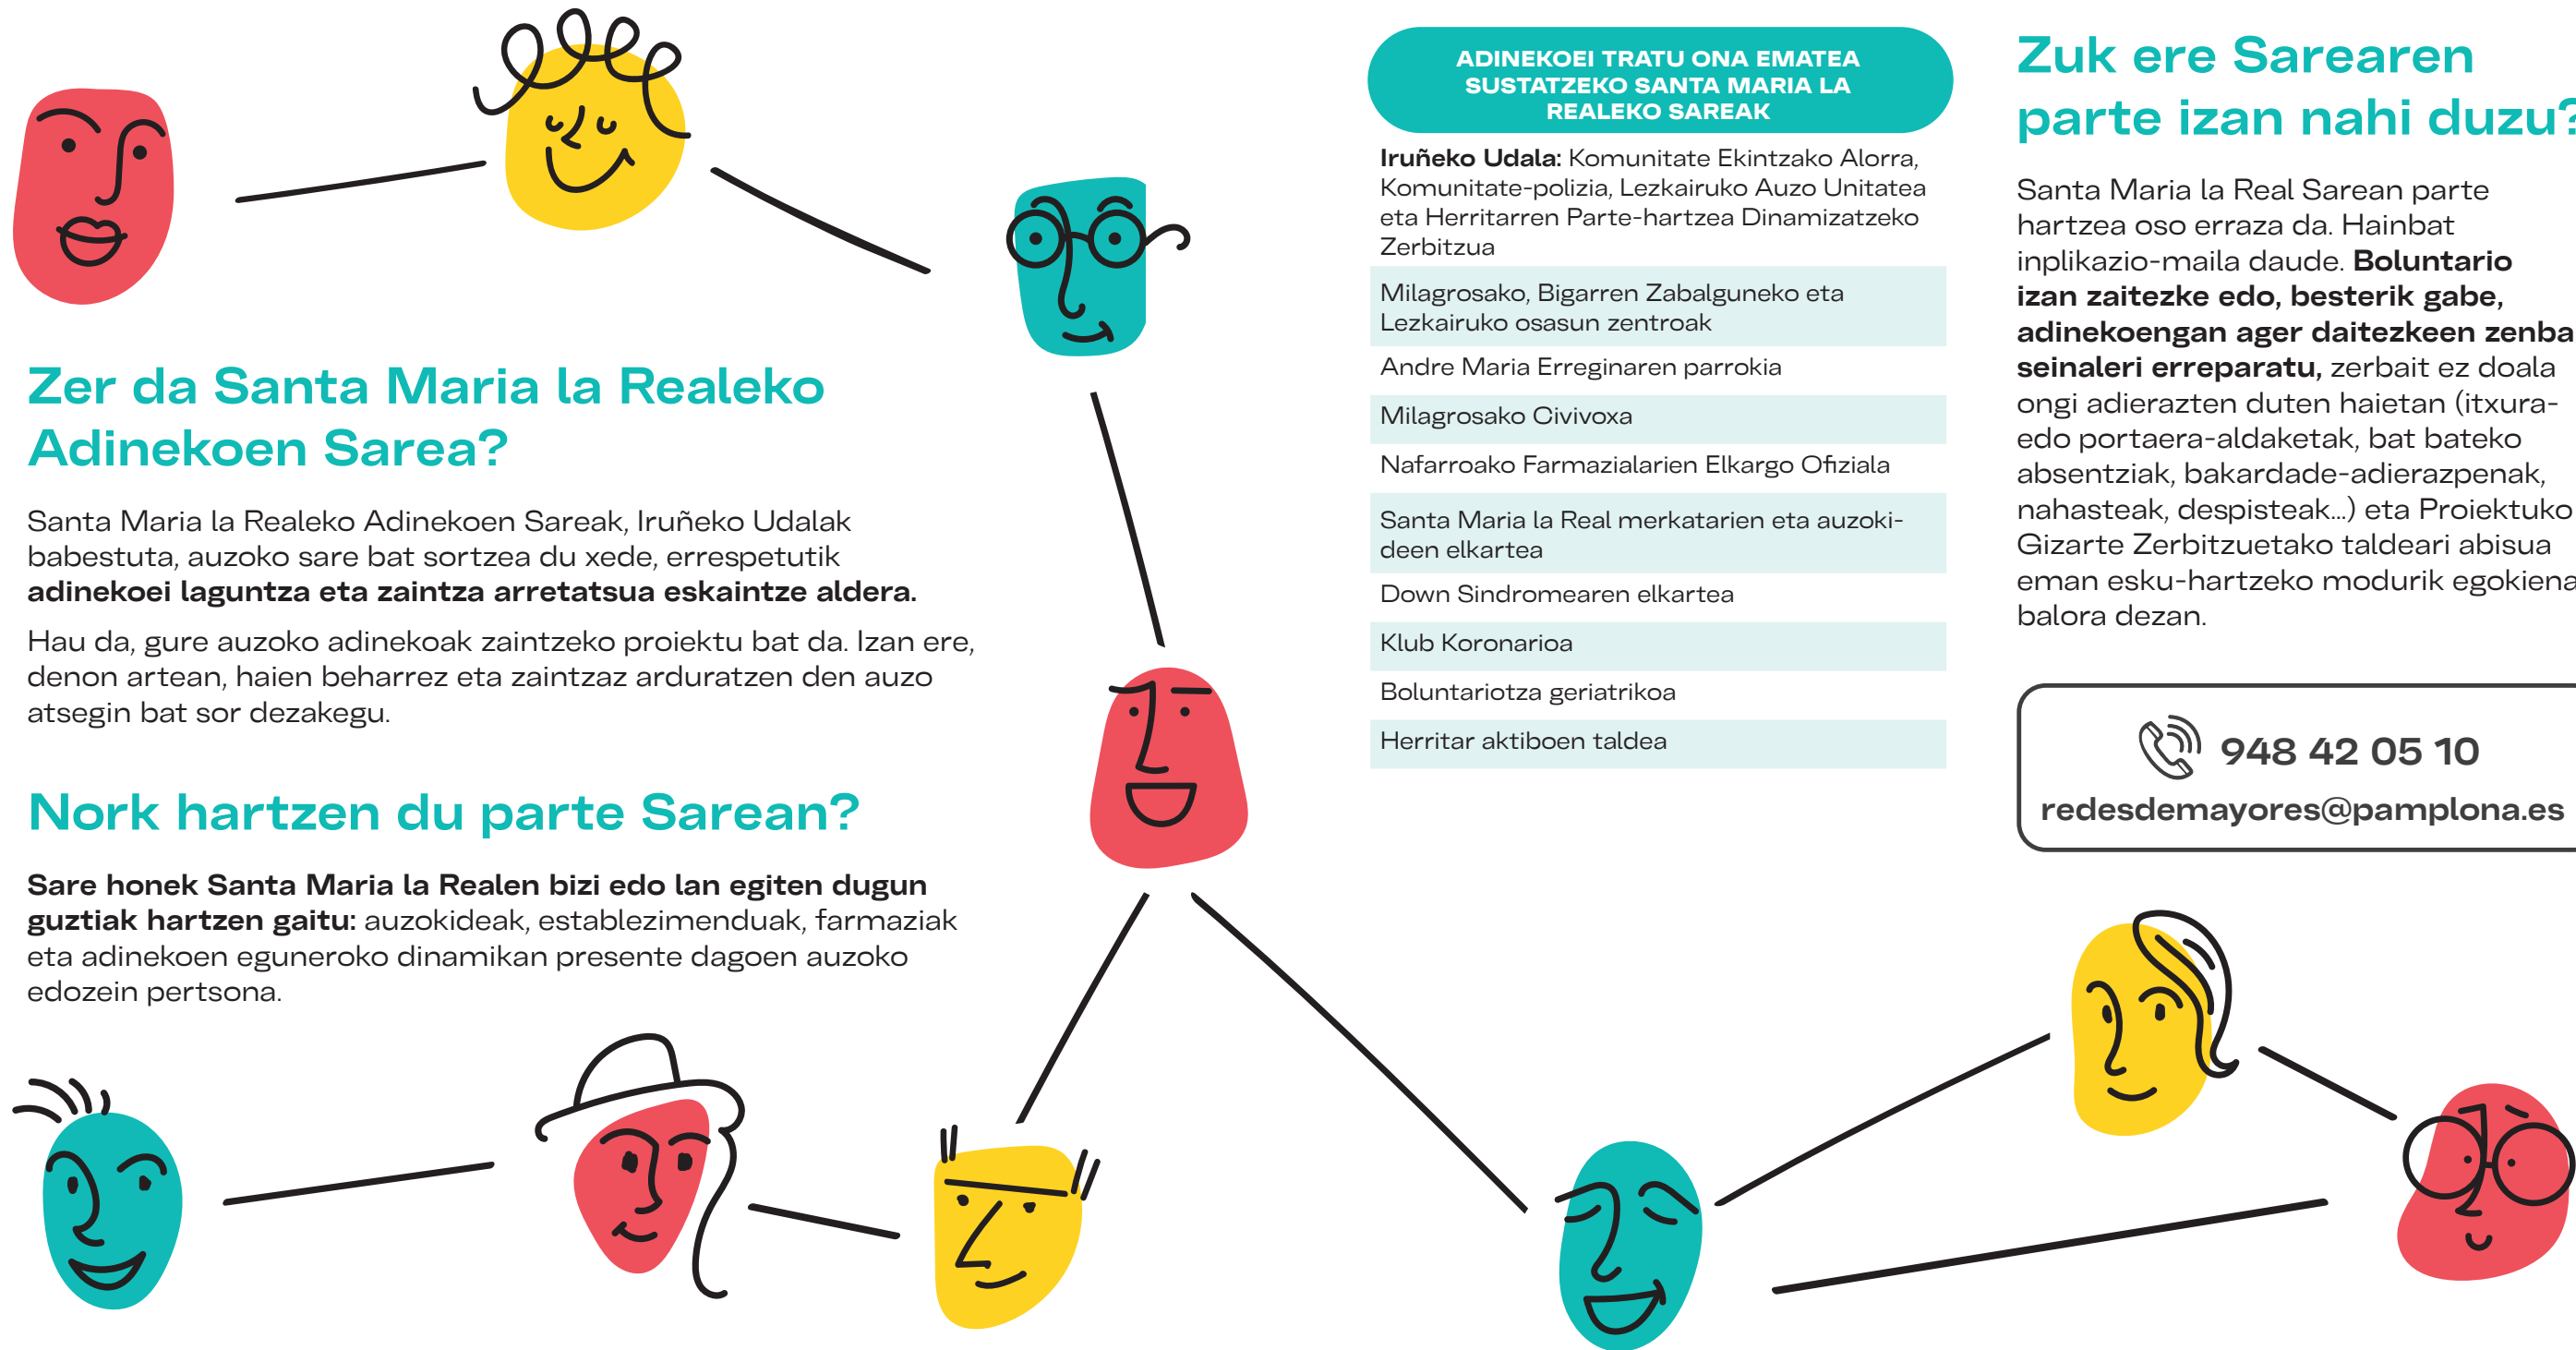 Zer da Santa Maria la Realeko
Adinekoen Sarea?
Santa Maria la Realeko Adinekoen Sareak, Iruñeko Udalak
babestuta, auzoko sare bat sortzea du xede, errespetutik
adinekoei laguntza eta zaintza arretatsua eskaintze aldera.
Hau da, gure auzoko adinekoak zaintzeko proiektu bat da. Izan ere,
denon artean, haien beharrez eta zaintzaz arduratzen den auzo
atsegin bat sor dezakegu.
Nork hartzen du parte Sarean?
Sare honek Santa Maria la Realen bizi edo lan egiten dugun
guztiak hartzen gaitu: auzokideak, establezimenduak, farmaziak
eta adinekoen eguneroko dinamikan presente dagoen auzoko
edozein pertsona.
ADINEKOEI TRATU ONA EMATEA
SUSTATZEKO SANTA MARIA LA
REALEKO SAREAK
Iruñeko Udala: Komunitate Ekintzako Alorra,
Komunitate-polizia, Lezkairuko Auzo Unitatea
eta Herritarren Parte-hartzea Dinamizatzeko
Zerbitzua
Milagrosako, Bigarren Zabalguneko eta
Lezkairuko osasun zentroak
Andre Maria Erreginaren parrokia
Milagrosako Civivoxa
Nafarroako Farmazialarien Elkargo Ofiziala
Santa Maria la Real merkatarien eta auzoki-
deen elkartea
Down Sindromearen elkartea
Klub Koronarioa
Boluntariotza geriatrikoa
Herritar aktiboen taldea
Zuk ere Sarearen
parte izan nahi duzu?
Santa Maria la Real Sarean parte
hartzea oso erraza da. Hainbat
inplikazio-maila daude. Boluntario
izan zaitezke edo, besterik gabe,
adinekoengan ager daitezkeen zenba
seinaleri erreparatu, zerbait ez doala
ongi adierazten duten haietan (itxura-
edo portaera-aldaketak, bat bateko
absentziak, bakardade-adierazpenak,
nahasteak, despisteak...) eta Proiektuko
Gizarte Zerbitzuetako taldeari abisua
eman esku-hartzeko modurik egokiena
balora dezan.
948 42 05 10
redesdemayores@pamplona.es